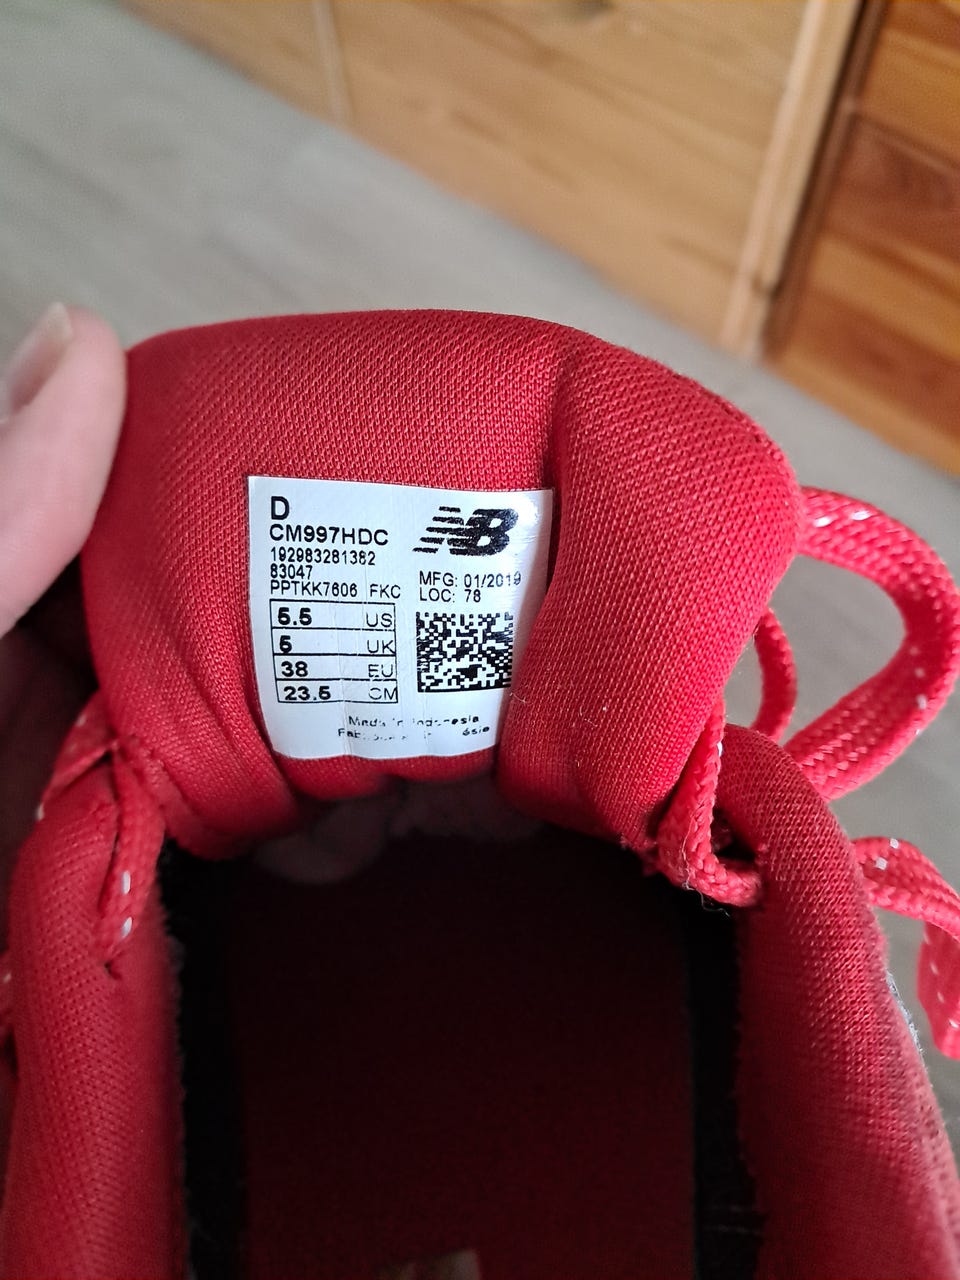 D
CM997HDC
192983281382
83047
PPTKK7606 FKC
NB
MFG: 01/2019
LOC: 78
5.5 US
5 UK
38 EU
23.5 CM
Made in Indonesia